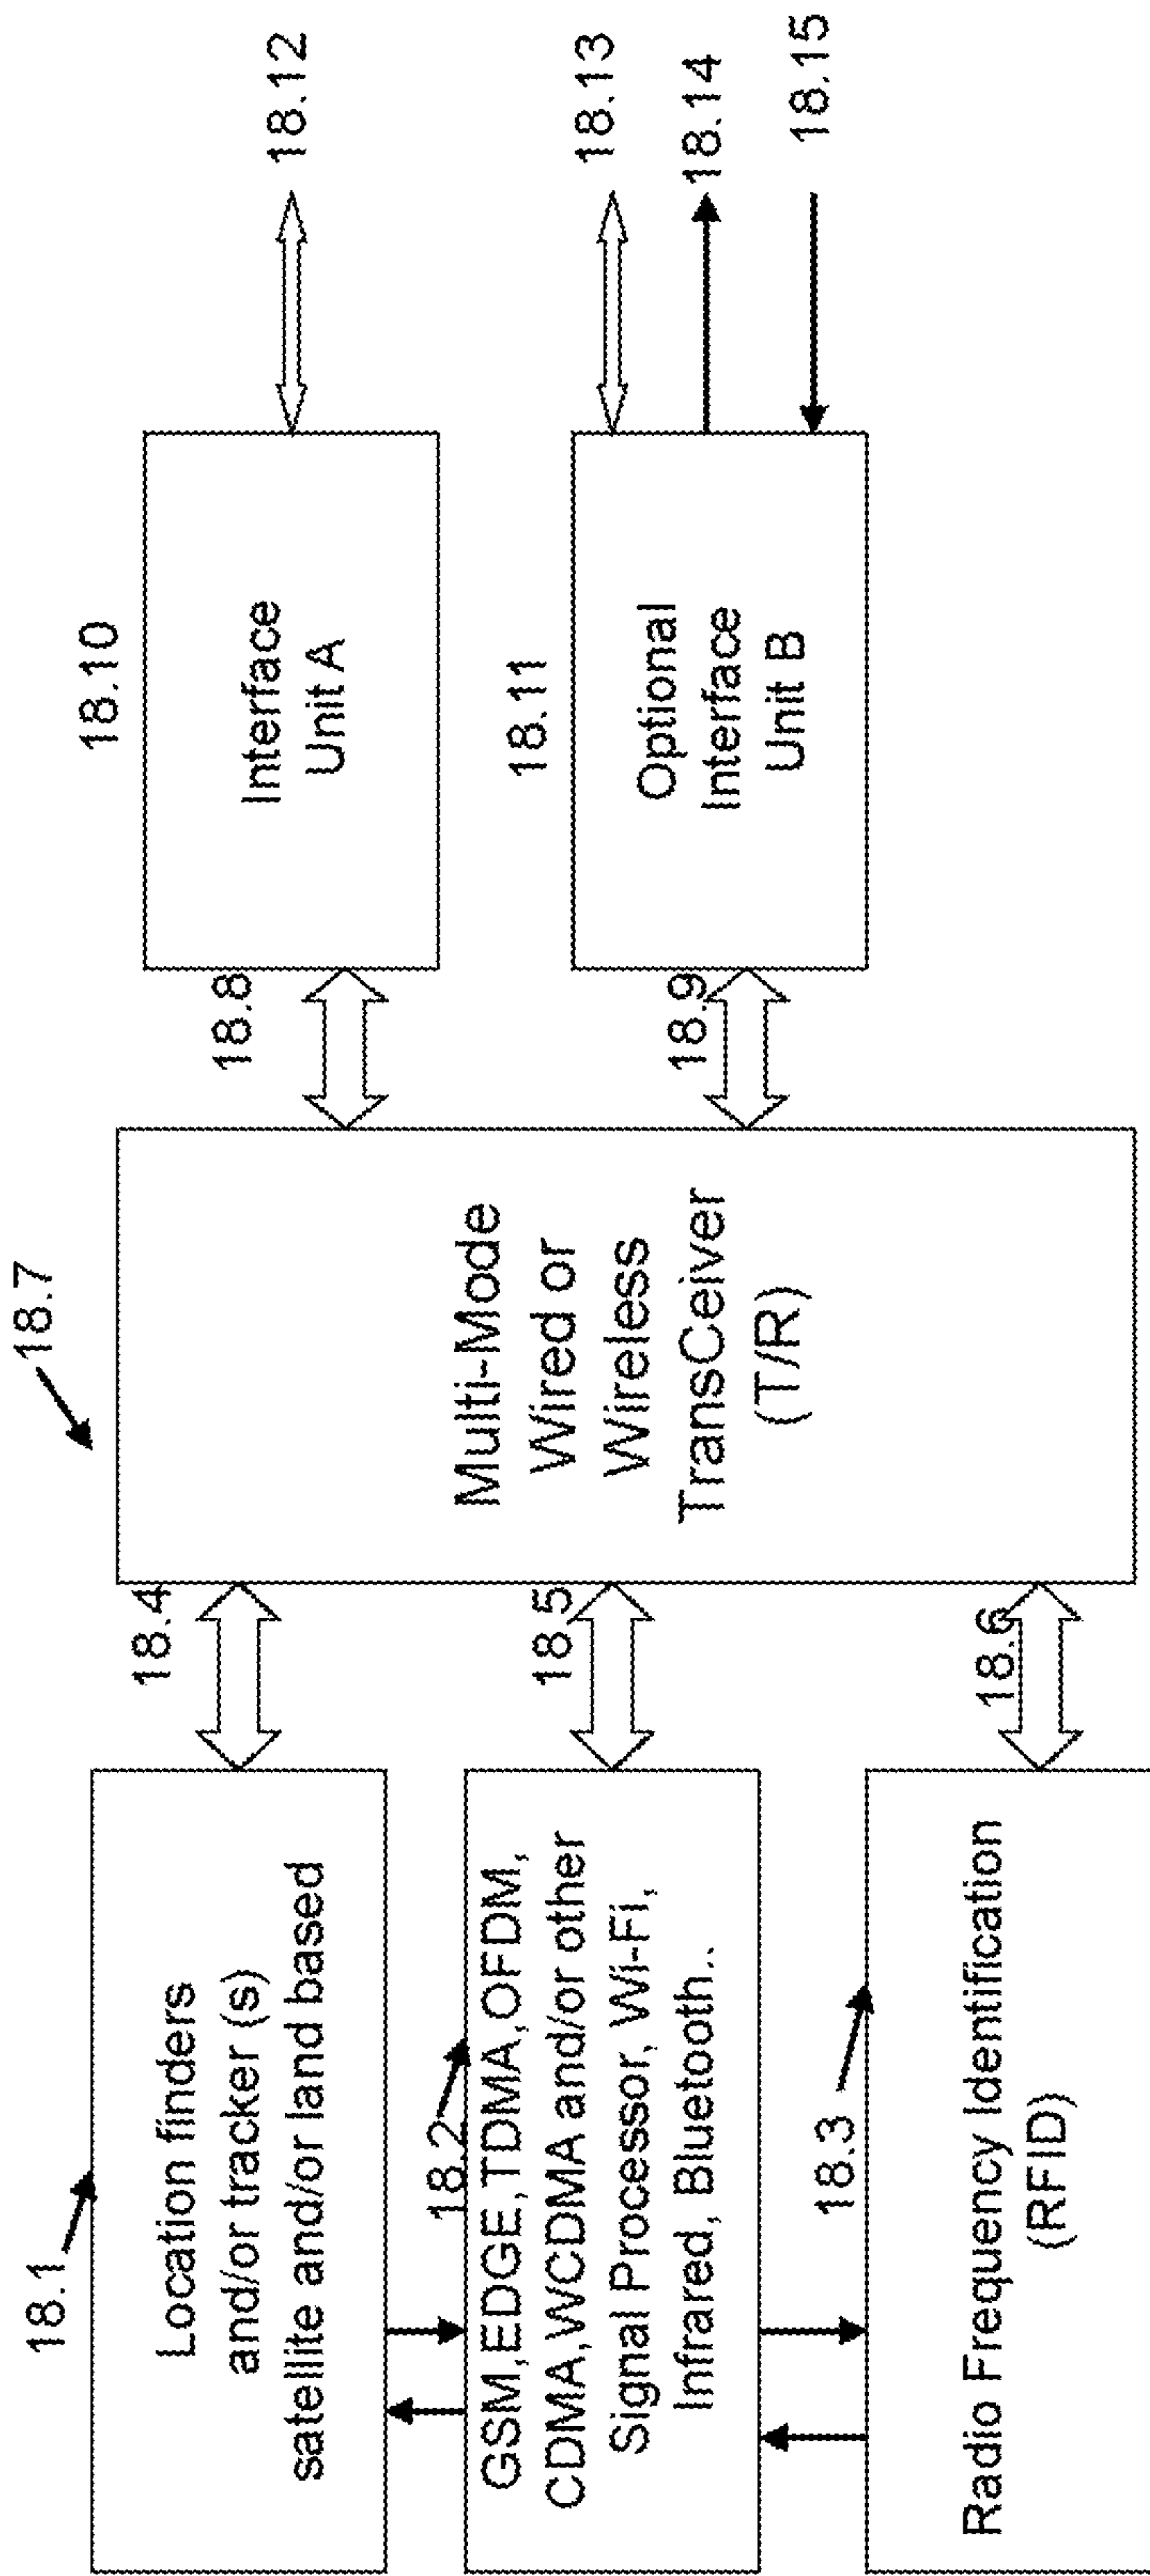 18.1
Location finders
and/or tracker (s)
satellite and/or land based
18.2
GSM,EDGE,TDMA,OFDM,
CDMA,WCDMA and/or other
Signal Processor, Wi-Fi,
Infrared, Bluetooth..
18.3
Radio Frequency Identification
(RFID)
18.4
18.5
18.6
18.7
Multi-Mode
Wired or
Wireless
TransCeiver
(T/R)
18.8
18.9
18.10
Interface
Unit A
18.11
Optional
Interface
Unit B
18.12
18.13
18.14
18.15